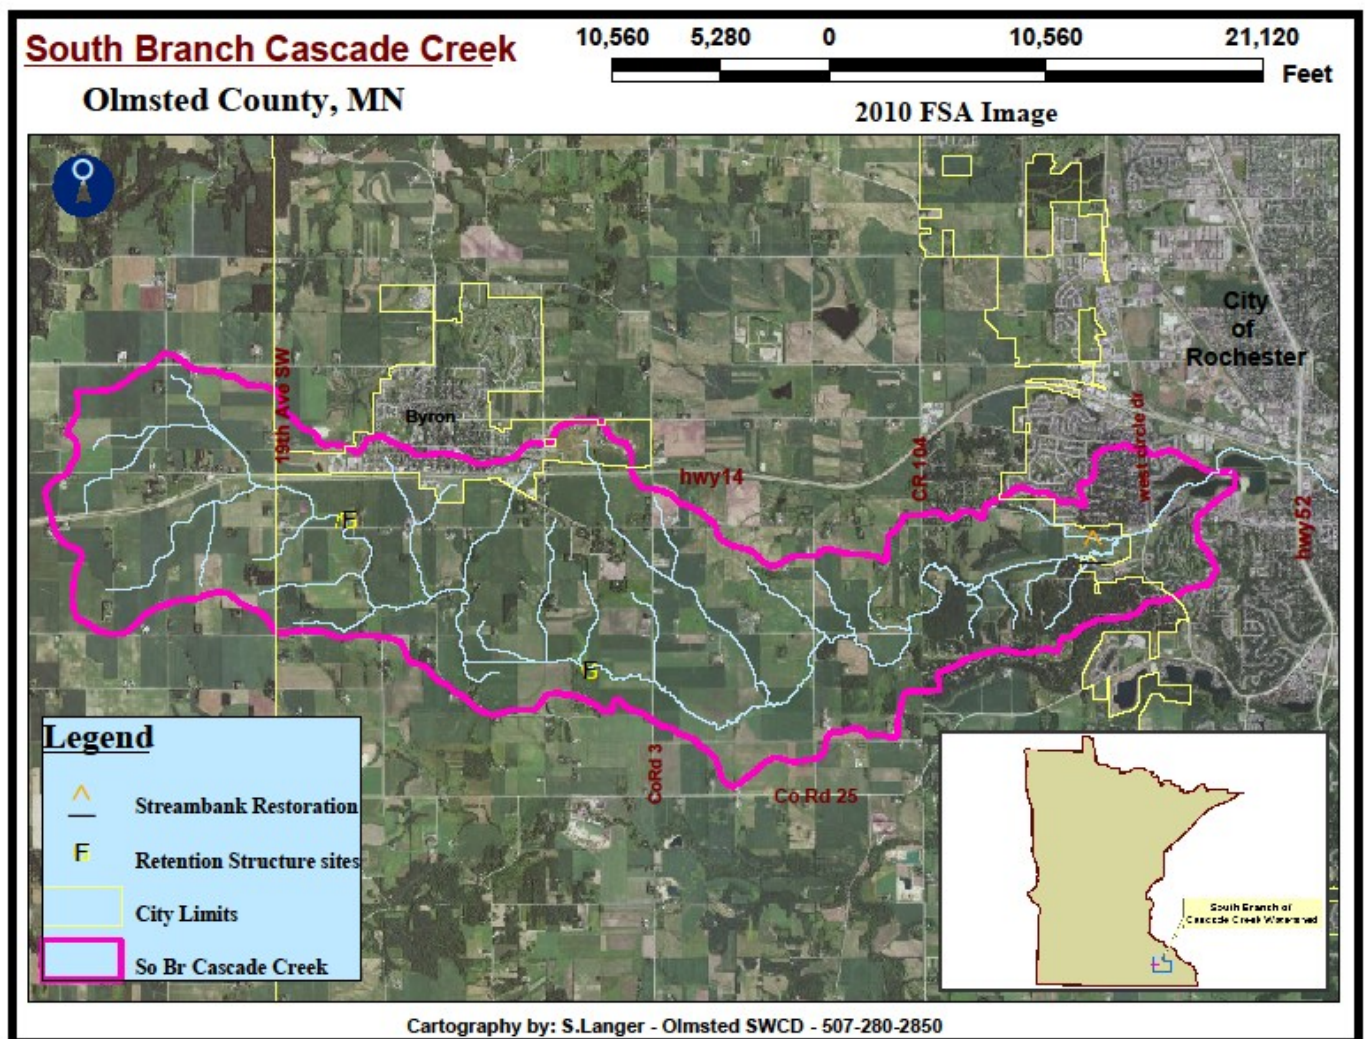 South Branch Cascade Creek
Olmsted County, MN
10,560 5,280 0 10,560 21,120
Feet
2010 FSA Image
City
of
Rochester
19th Ave SW
Byron
hwy14
CR 104
west circle dr
hwy52
F
F
CoRd 3
Co Rd 25
Legend
Streambank Restoration
F Retention Structure sites
City Limits
So Br Cascade Creek
South Branch of
Cascade Creek Watershed
Cartography by: S.Langer - Olmsted SWCD - 507-280-2850